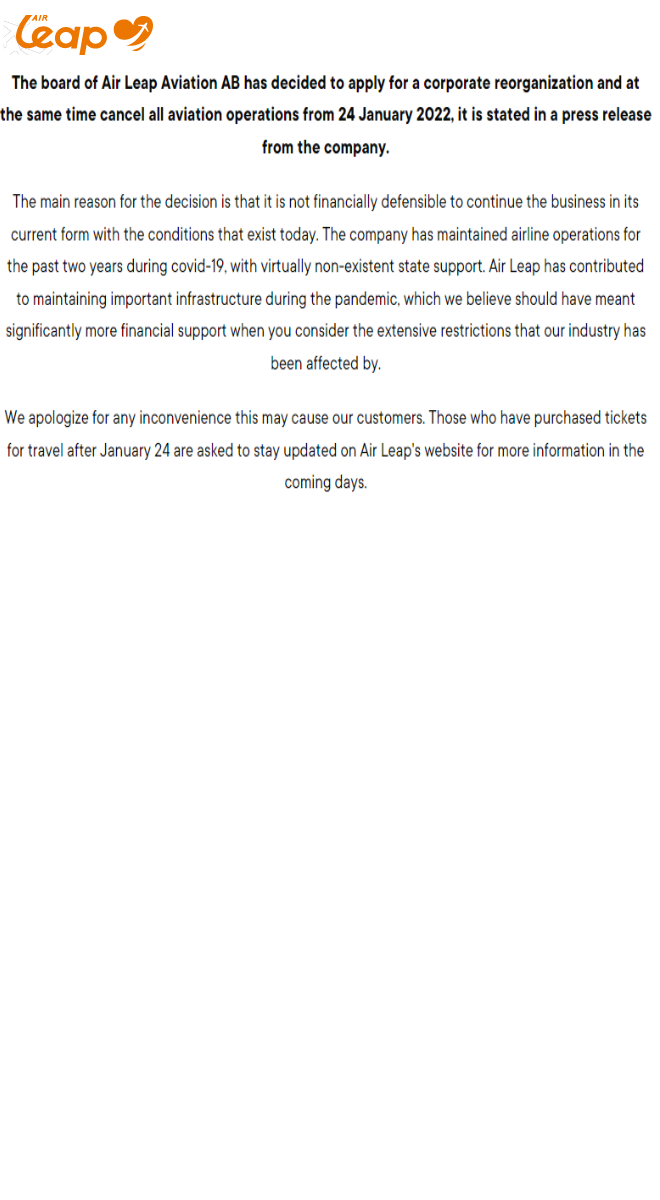 AIR
Leap
The board of Air Leap Aviation AB has decided to apply for a corporate reorganization and at
the same time cancel all aviation operations from 24 January 2022, it is stated in a press release
from the company.
The main reason for the decision is that it is not financially defensible to continue the business in its
current form with the conditions that exist today. The company has maintained airline operations for
the past two years during covid-19, with virtually non-existent state support. Air Leap has contributed
to maintaining important infrastructure during the pandemic, which we believe should have meant
significantly more financial support when you consider the extensive restrictions that our industry has
been affected by.
We apologize for any inconvenience this may cause our customers. Those who have purchased tickets
for travel after January 24 are asked to stay updated on Air Leap's website for more information in the
coming days.